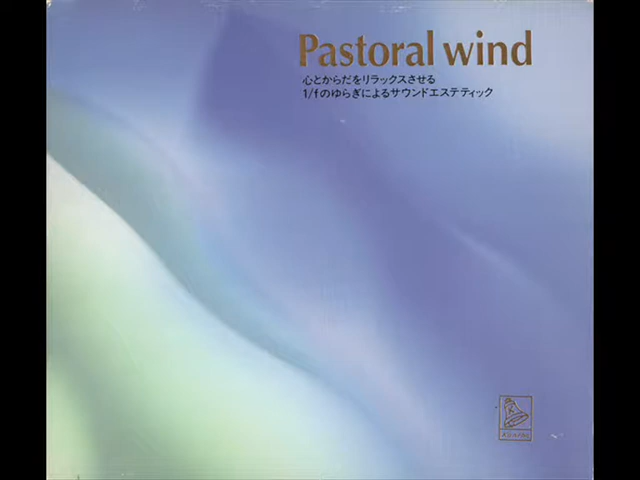 Pastoral wind
心とからだをリラックスさせる
1/fのゆらぎによるサウンドエステティック